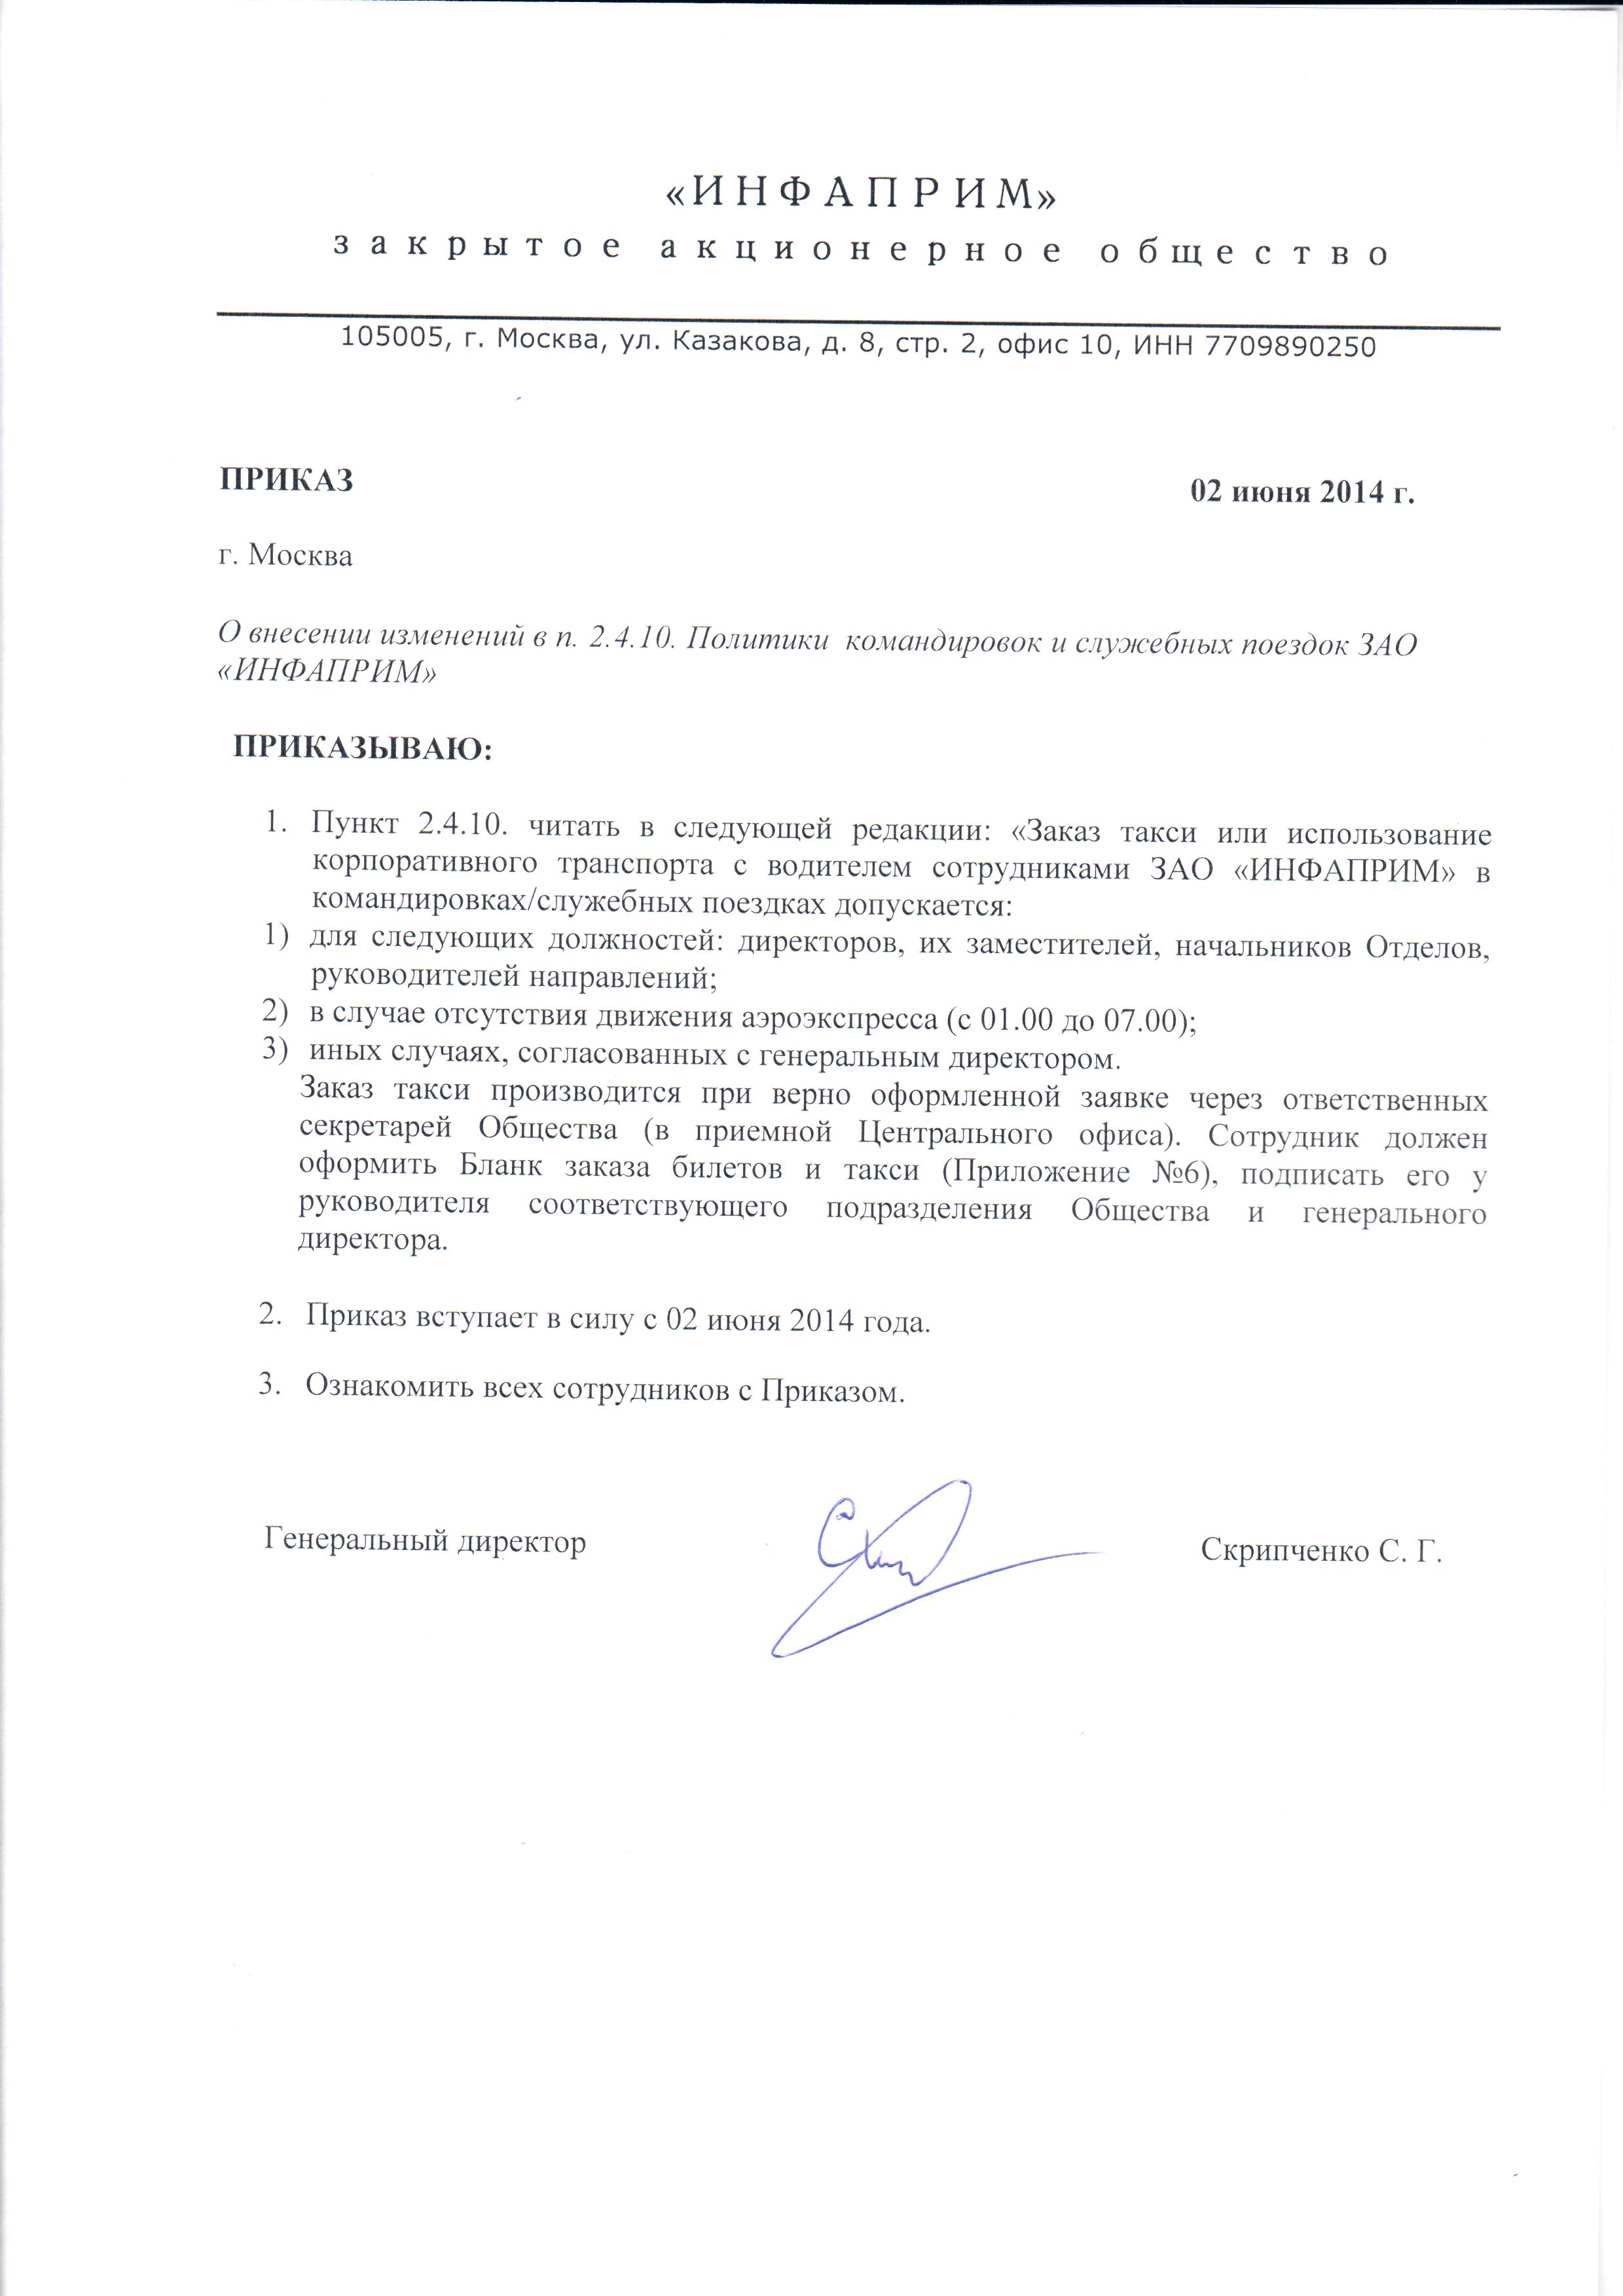 «ИНФАПРИМ»
закрытое акционерное общество
105005, г. Москва, ул. Казакова, д. 8, стр. 2, офис 10, ИНН 7709890250
ПРИКАЗ 02 июня 2014 г.
г. Москва
О внесении изменений в п. 2.4.10. Политики командировок и служебных поездок ЗАО
«ИНФАПРИМ»
ПРИКАЗЫВАЮ:
1. Пункт 2.4.10. читать в следующей редакции: «Заказ такси или использование
корпоративного транспорта с водителем сотрудниками ЗАО «ИНФАПРИМ» в
командировках/служебных поездках допускается:
1) для следующих должностей: директоров, их заместителей, начальников Отделов,
руководителей направлений;
2) в случае отсутствия движения аэроэкспресса (с 01.00 до 07.00);
3) иных случаях, согласованных с генеральным директором.
Заказ такси производится при верно оформленной заявке через ответственных
секретарей Общества (в приемной Центрального офиса). Сотрудник должен
оформить Бланк заказа билетов и такси (Приложение №6), подписать его у
руководителя соответствующего подразделения Общества и генерального
директора.
2. Приказ вступает в силу с 02 июня 2014 года.
3. Ознакомить всех сотрудников с Приказом.
Генеральный директор Скрипченко С. Г.